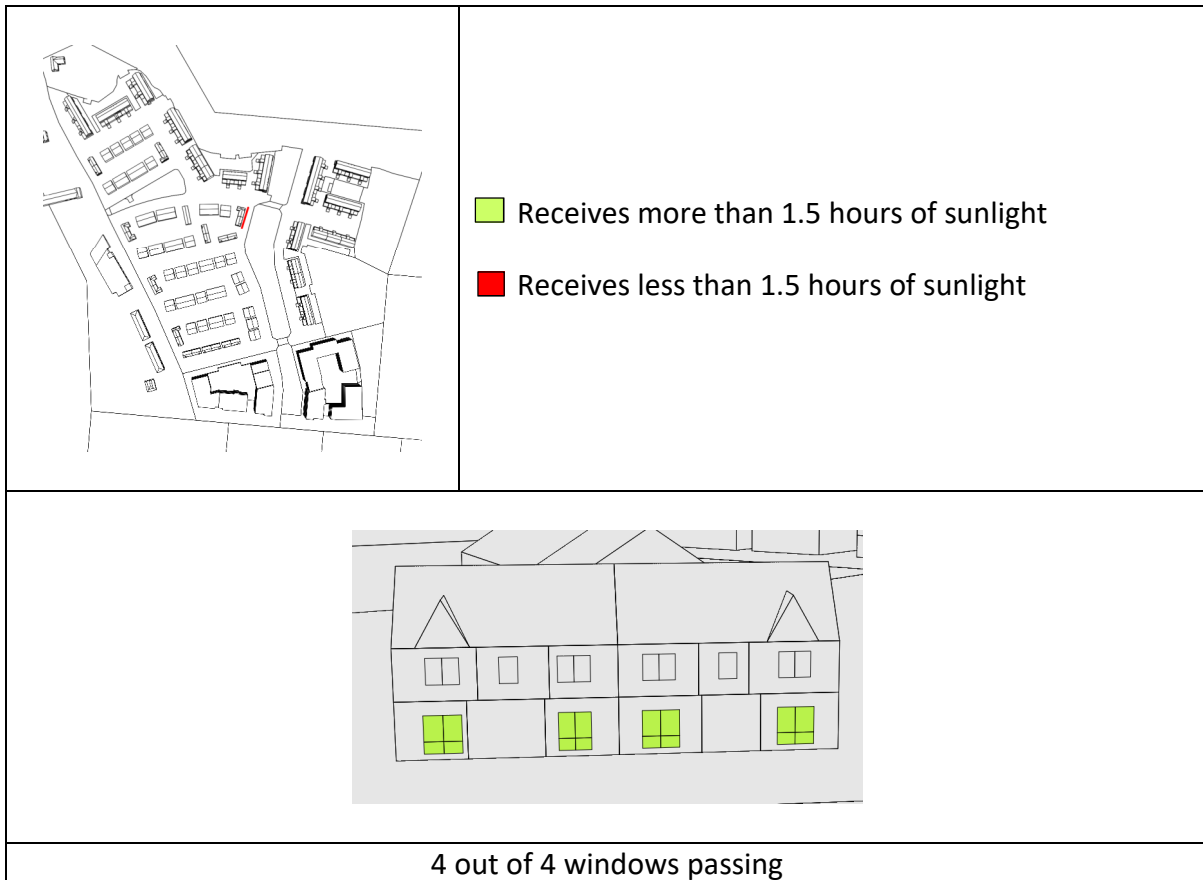 Receives more than 1.5 hours of sunlight
Receives less than 1.5 hours of sunlight
4 out of 4 windows passing